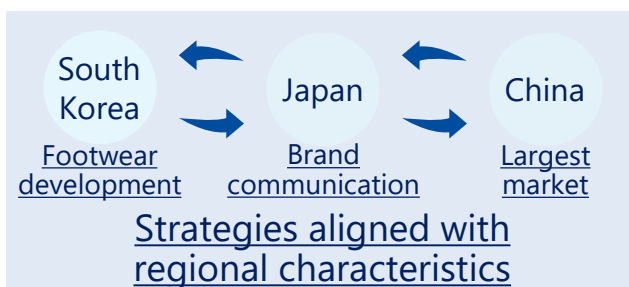 South
Korea
Japan
China
Footwear
development
Brand
communication
Largest
market
Strategies aligned with
regional characteristics